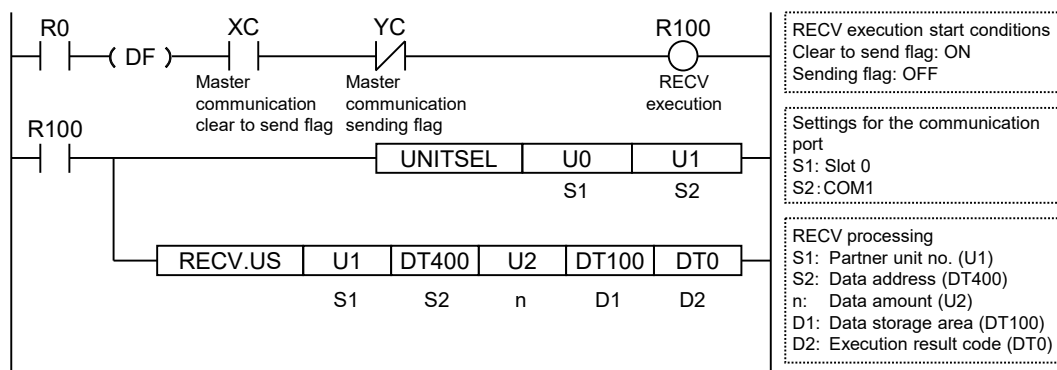 R0
XC
YC
R100
( DF )
Master
communication
clear to send flag
Master
communication
sending flag
RECV
execution
RECV execution start conditions
Clear to send flag: ON
Sending flag: OFF
R100
UNITSEL U0 U1
S1 S2
Settings for the communication
port
S1: Slot 0
S2:COM1
RECV.US U1 DT400 U2 DT100 DT0
S1 S2 n D1 D2
RECV processing
S1: Partner unit no. (U1)
S2: Data address (DT400)
n: Data amount (U2)
D1: Data storage area (DT100)
D2: Execution result code (DT0)